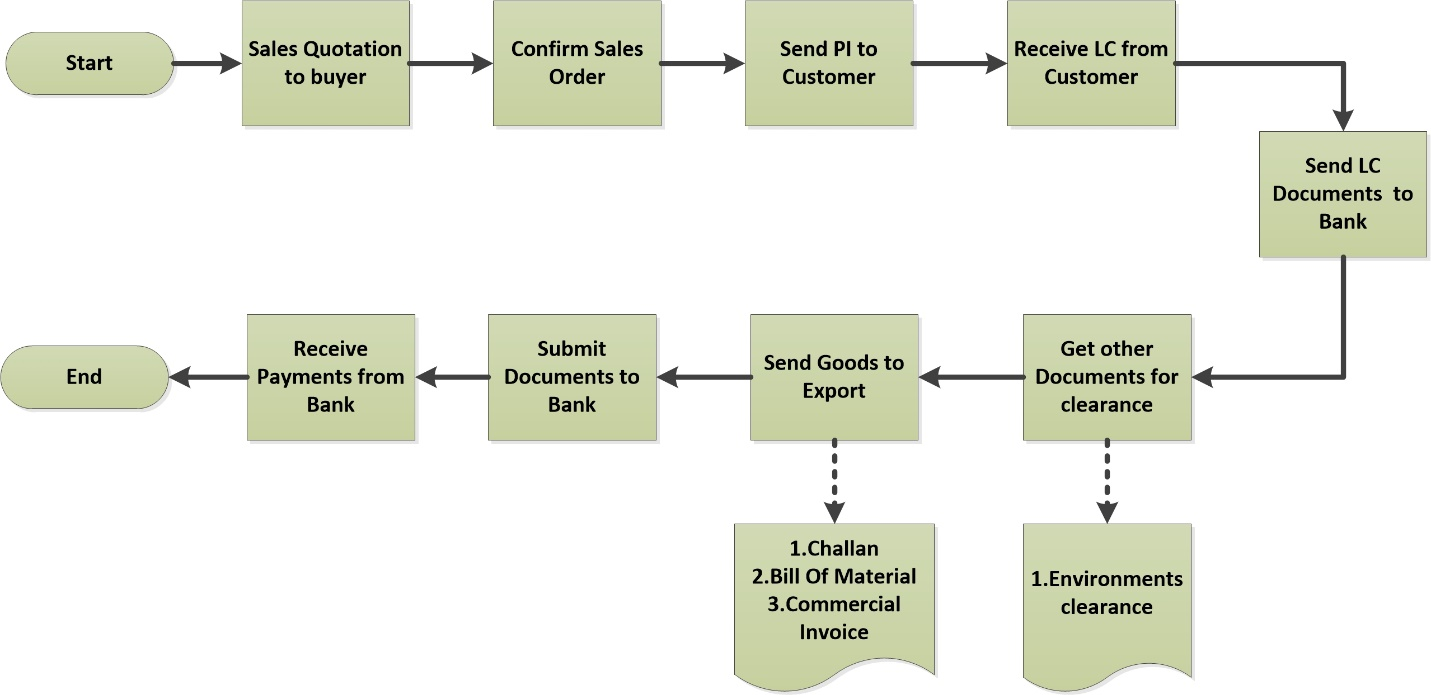 Start
Sales Quotation
to buyer
Confirm Sales
Order
Send PI to
Customer
Receive LC from
Customer
Send LC
Documents  to
Bank
Get other
Documents for
clearance
Send Goods to
Export
Submit
Documents to
Bank
Receive
Payments from
Bank
End
1.Challan
2.Bill Of Material
3.Commercial
Invoice
1.Environments
clearance